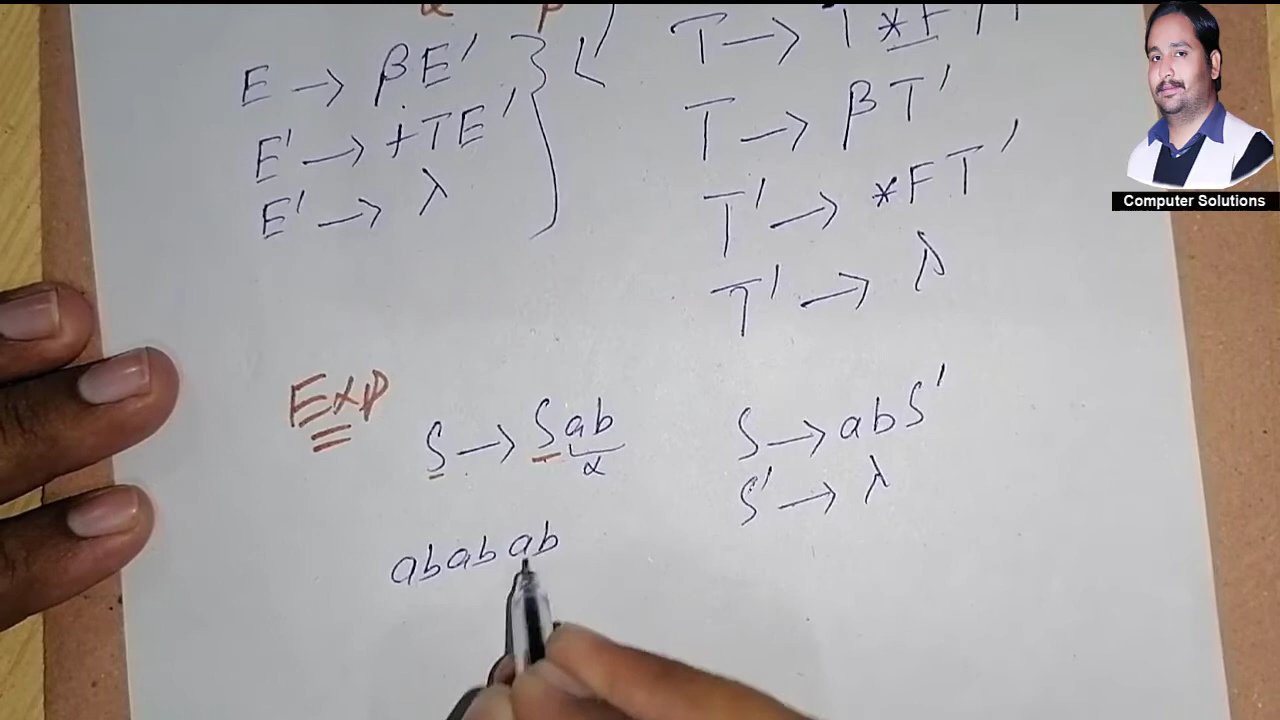 α β
E → βE' } L'
E' → +TE'
E' → λ
T → T *F /F
T → βT'
T' → *FT'
T' → λ
Computer Solutions
Exp
S → Sab
α
S → abS'
S' → λ
ababab